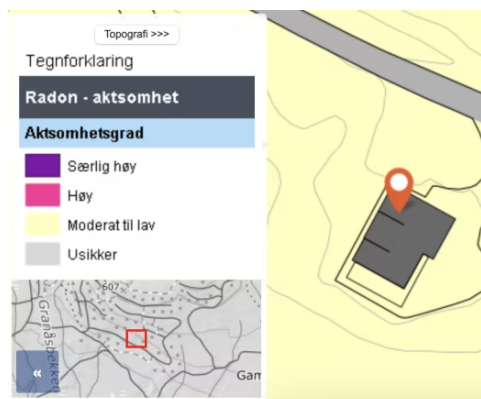 Topografi >>>
Tegnforklaring
Radon - aktsomhet
Aktsomhetsgrad
Særlig høy
Høy
Moderat til lav
Usikker
607
Granåsbekken
Gam
«